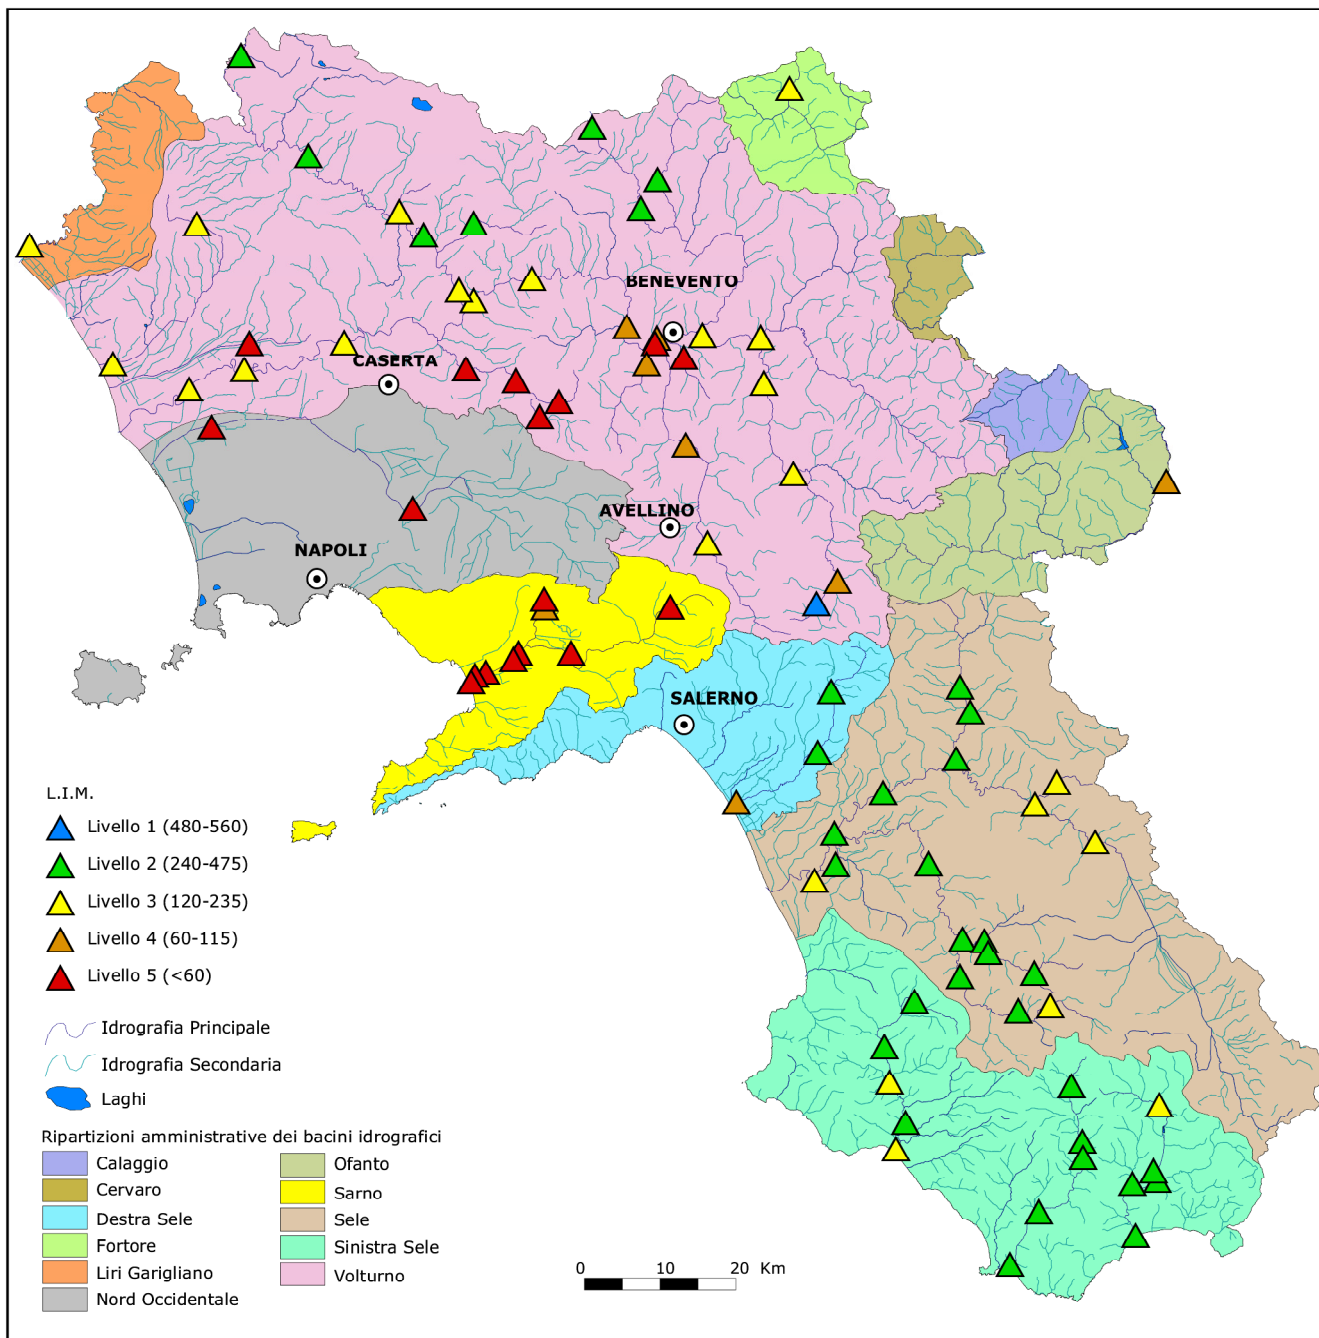 BENEVENTO
CASERTA
AVELLINO
NAPOLI
SALERNO
L.I.M.
Livello 1 (480-560)
Livello 2 (240-475)
Livello 3 (120-235)
Livello 4 (60-115)
Livello 5 (<60)
Idrografia Principale
Idrografia Secondaria
Laghi
Ripartizioni amministrative dei bacini idrografici
Calaggio
Cervaro
Destra Sele
Fortore
Liri Garigliano
Nord Occidentale
Ofanto
Sarno
Sele
Sinistra Sele
Volturno
0 10 20 Km